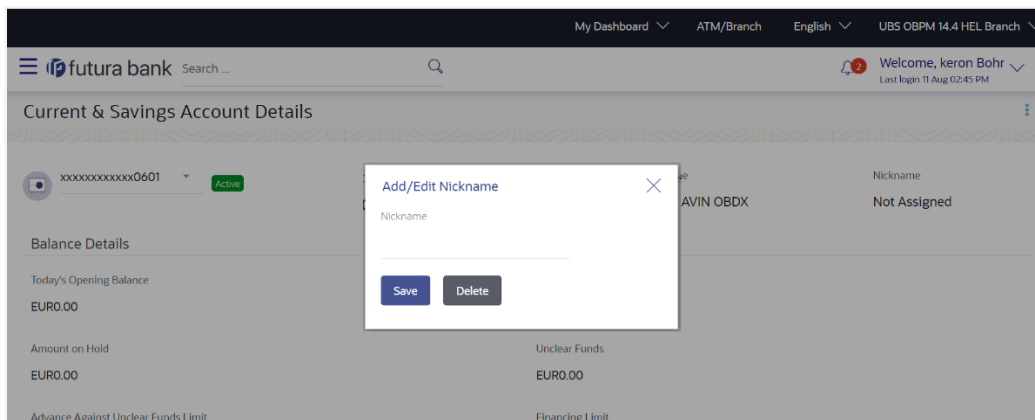 My Dashboard ATM/Branch English UBS OBPM 14.4 HEL Branch
futura bank Search ... 2 Welcome, keron Bohr
Last login 11 Aug 02:45 PM
Current & Savings Account Details
xxxxxxxxxxxx0601 Active
Add/Edit Nickname
Nickname
Save Delete
AVIN OBDX
Nickname
Not Assigned
Balance Details
Today's Opening Balance
EUR0.00
Amount on Hold Unclear Funds
EUR0.00 EUR0.00
Advance Against Unclear Funds Limit Financing Limit